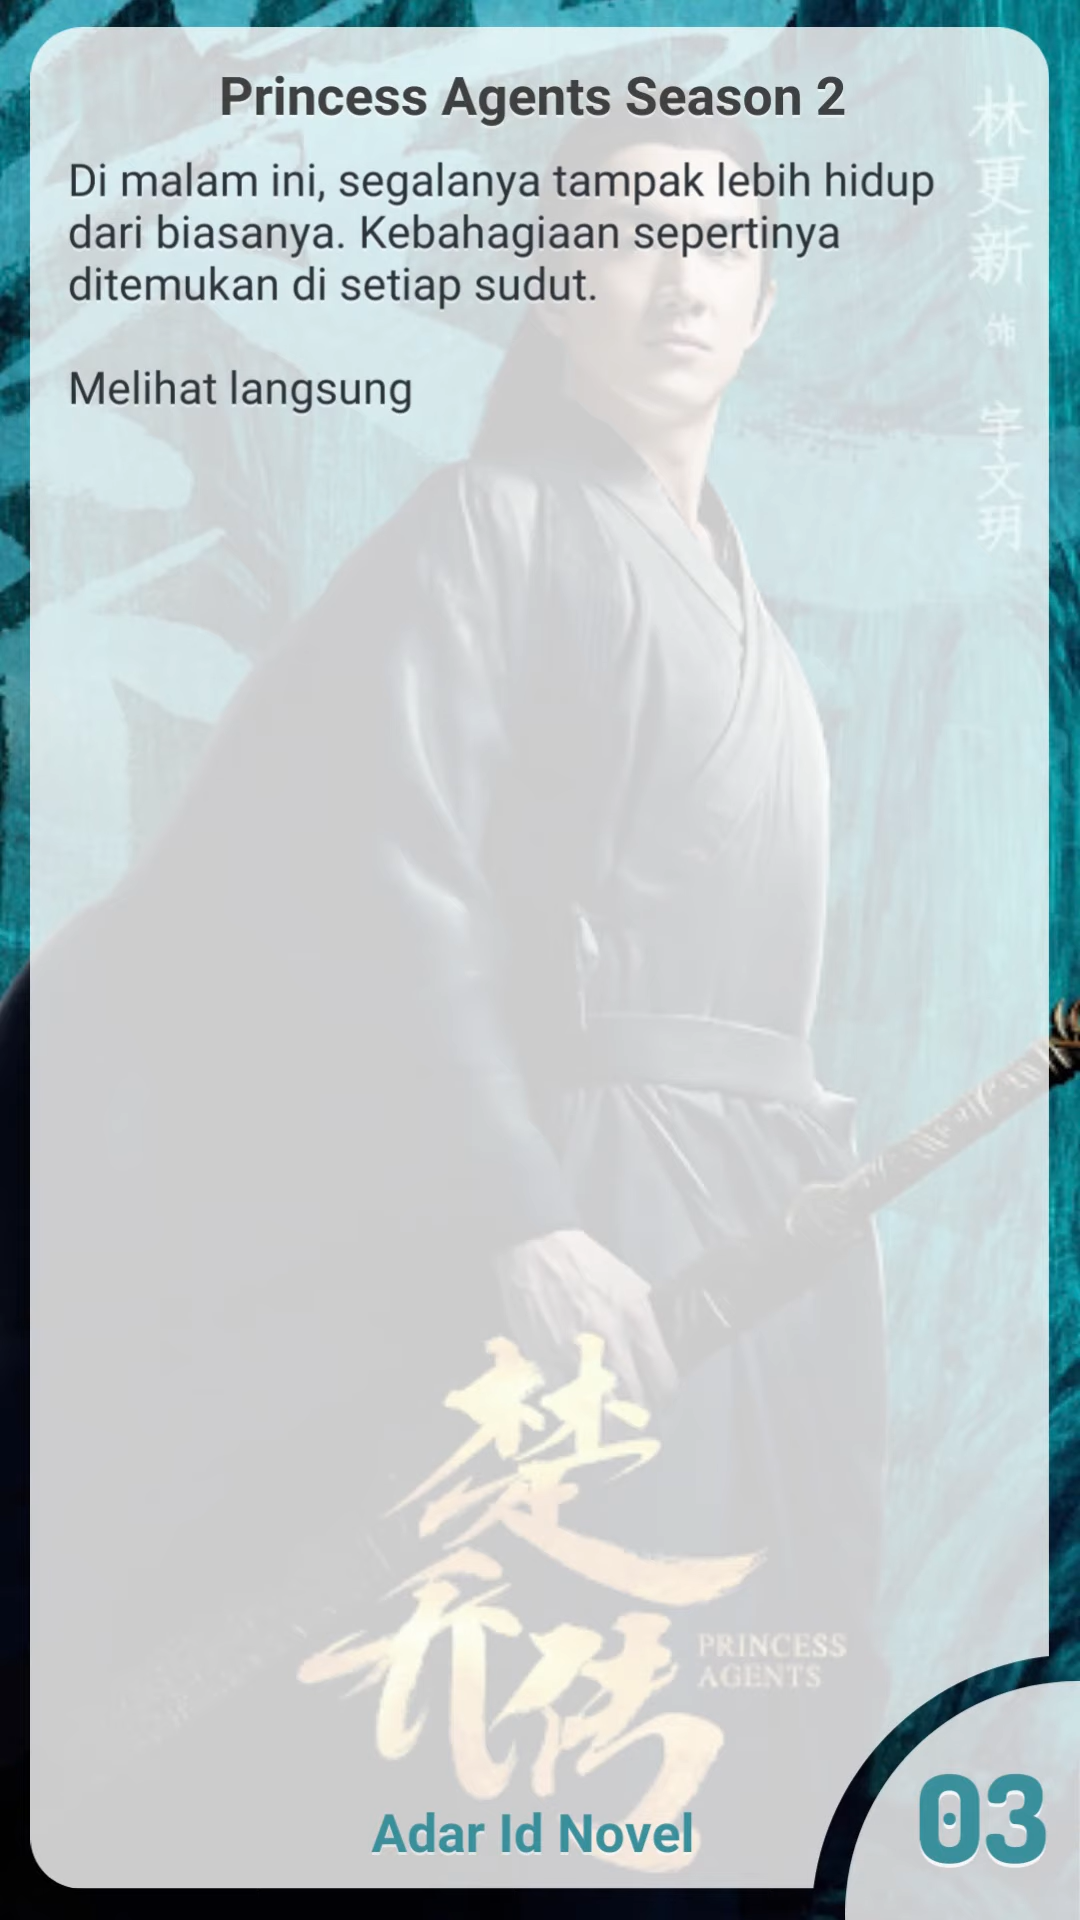 Princess Agents Season 2
Di malam ini, segalanya tampak lebih hidup
dari biasanya. Kebahagiaan sepertinya
ditemukan di setiap sudut.
Melihat langsung
林更新
饰
宇文玥
楚乔传
PRINCESS
AGENTS
Adar Id Novel
03